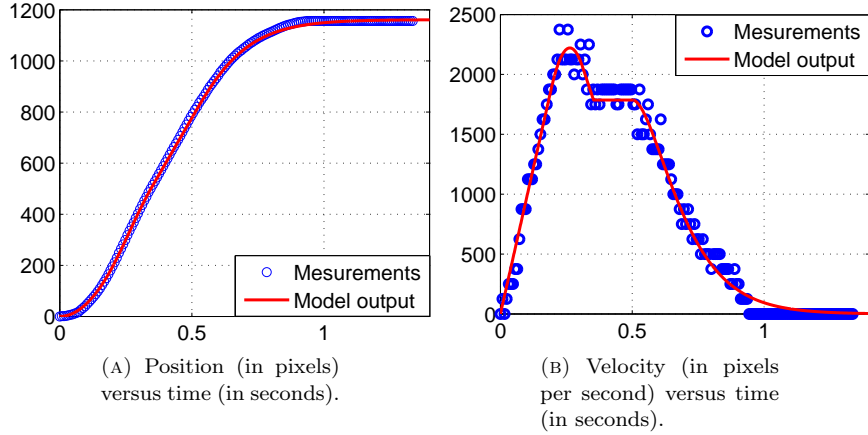 1200
1000
800
600
400
200
0
0
0.5
1
Mesurements
Model output
(A) Position (in pixels)
versus time (in seconds).
2500
2000
1500
1000
500
0
0
0.5
1
Mesurements
Model output
(B) Velocity (in pixels
per second) versus time
(in seconds).